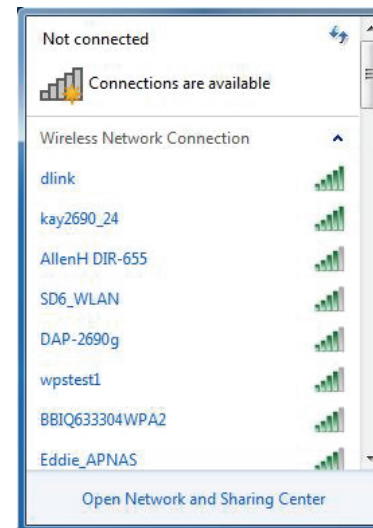 Not connected
Connections are available
Wireless Network Connection
dlink
kay2690_24
AllenH DIR-655
SD6_WLAN
DAP-2690g
wpstest1
BBIQ633304WPA2
Eddie_APNAS
Open Network and Sharing Center